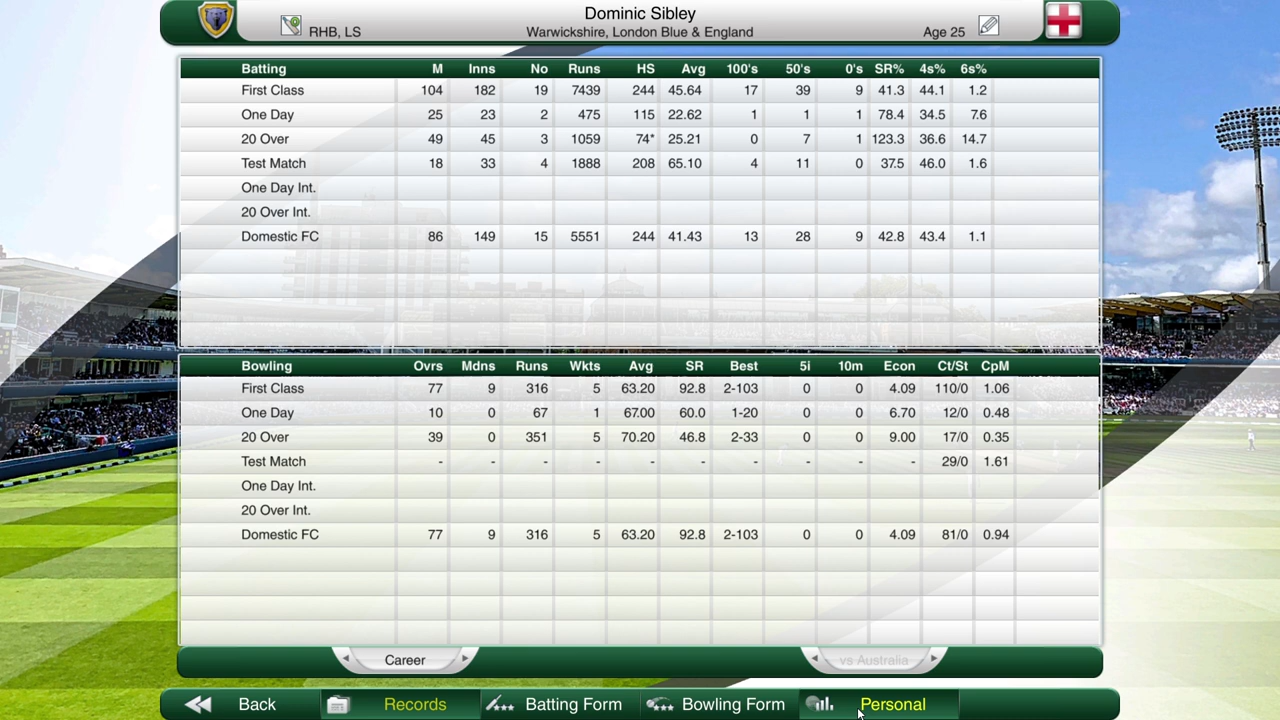 Dominic Sibley
RHB, LS Warwickshire, London Blue & England Age 25
Batting M Inns No Runs HS Avg 100's 50's 0's SR% 4s% 6s%
First Class 104 182 19 7439 244 45.64 17 39 9 41.3 44.1 1.2
One Day 25 23 2 475 115 22.62 1 1 1 78.4 34.5 7.6
20 Over 49 45 3 1059 74* 25.21 0 7 1 123.3 36.6 14.7
Test Match 18 33 4 1888 208 65.10 4 11 0 37.5 46.0 1.6
One Day Int.
20 Over Int.
Domestic FC 86 149 15 5551 244 41.43 13 28 9 42.8 43.4 1.1
Bowling Ovrs Mdns Runs Wkts Avg SR Best 5i 10m Econ Ct/St CpM
First Class 77 9 316 5 63.20 92.8 2-103 0 0 4.09 110/0 1.06
One Day 10 0 67 1 67.00 60.0 1-20 0 0 6.70 12/0 0.48
20 Over 39 0 351 5 70.20 46.8 2-33 0 0 9.00 17/0 0.35
Test Match - - - - - - - - - - 29/0 1.61
One Day Int.
20 Over Int.
Domestic FC 77 9 316 5 63.20 92.8 2-103 0 0 4.09 81/0 0.94
Career vs Australia
Back Records Batting Form Bowling Form Personal